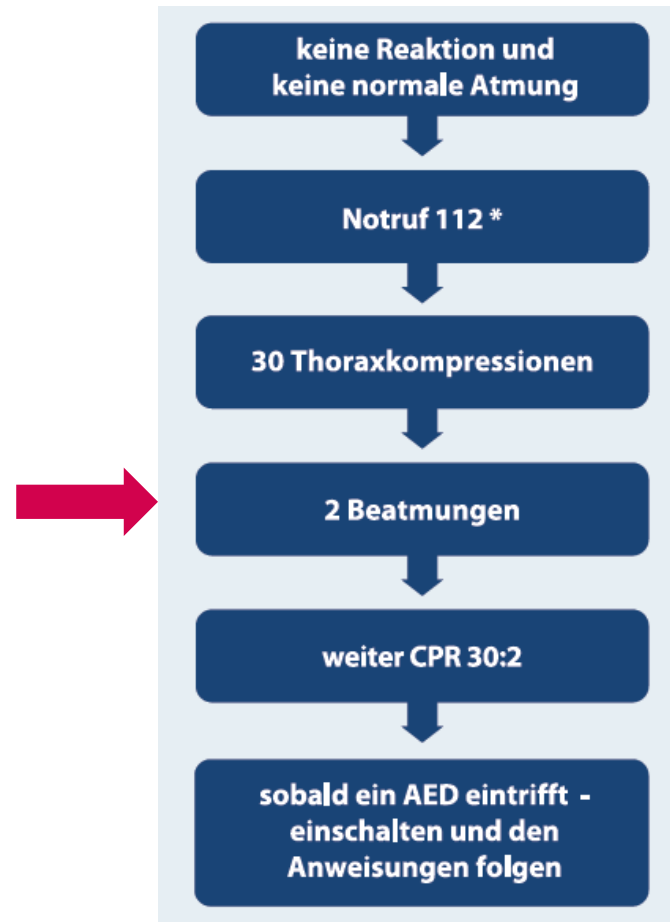 keine Reaktion und
keine normale Atmung
Notruf 112 *
30 Thoraxkompressionen
2 Beatmungen
weiter CPR 30:2
sobald ein AED eintrifft -
einschalten und den
Anweisungen folgen